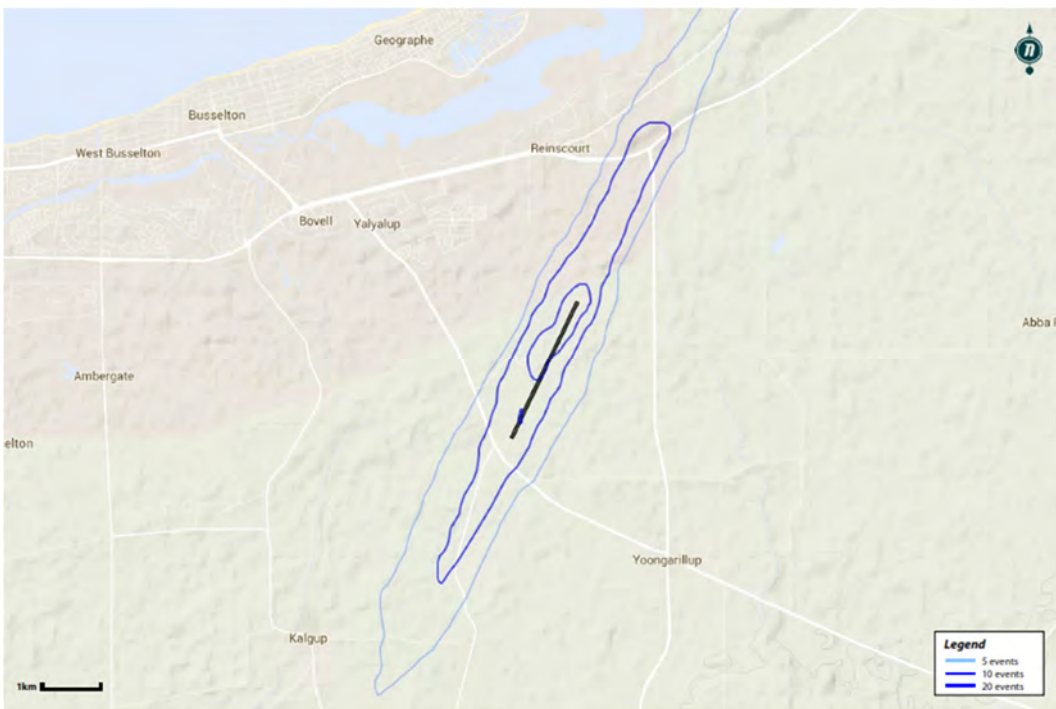 Geographe
Busselton
West Busselton
Reinscourt
Bovell
Yalyalup
Ambergate
elton
Yoongarillup
Kalgup
1km
Legend
5 events
10 events
20 events